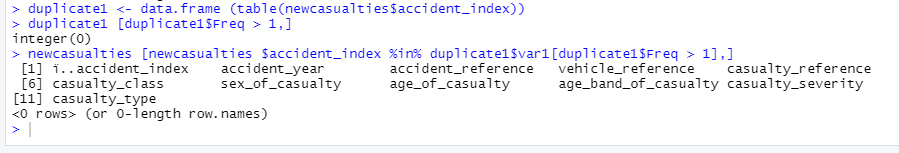 > duplicate1 <- data.frame (table(newcasualties$accident_index))
> duplicate1 [duplicate1$Freq > 1,]
integer(0)
> newcasualties [newcasualties $accident_index %in% duplicate1$var1[duplicate1$Freq > 1],]
[1] ï..accident_index accident_year accident_reference vehicle_reference casualty_reference
[6] casualty_class sex_of_casualty age_of_casualty age_band_of_casualty casualty_severity
[11] casualty_type
<0 rows> (or 0-length row.names)
>